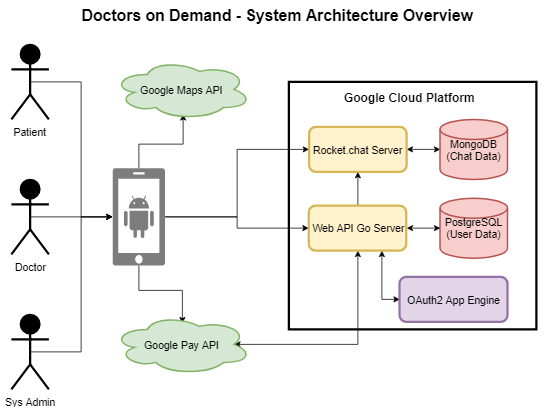 Doctors on Demand - System Architecture Overview
Patient
Doctor
Sys Admin
Google Maps API
Google Pay API
Google Cloud Platform
Rocket.chat Server
MongoDB
(Chat Data)
Web API Go Server
PostgreSQL
(User Data)
OAuth2 App Engine